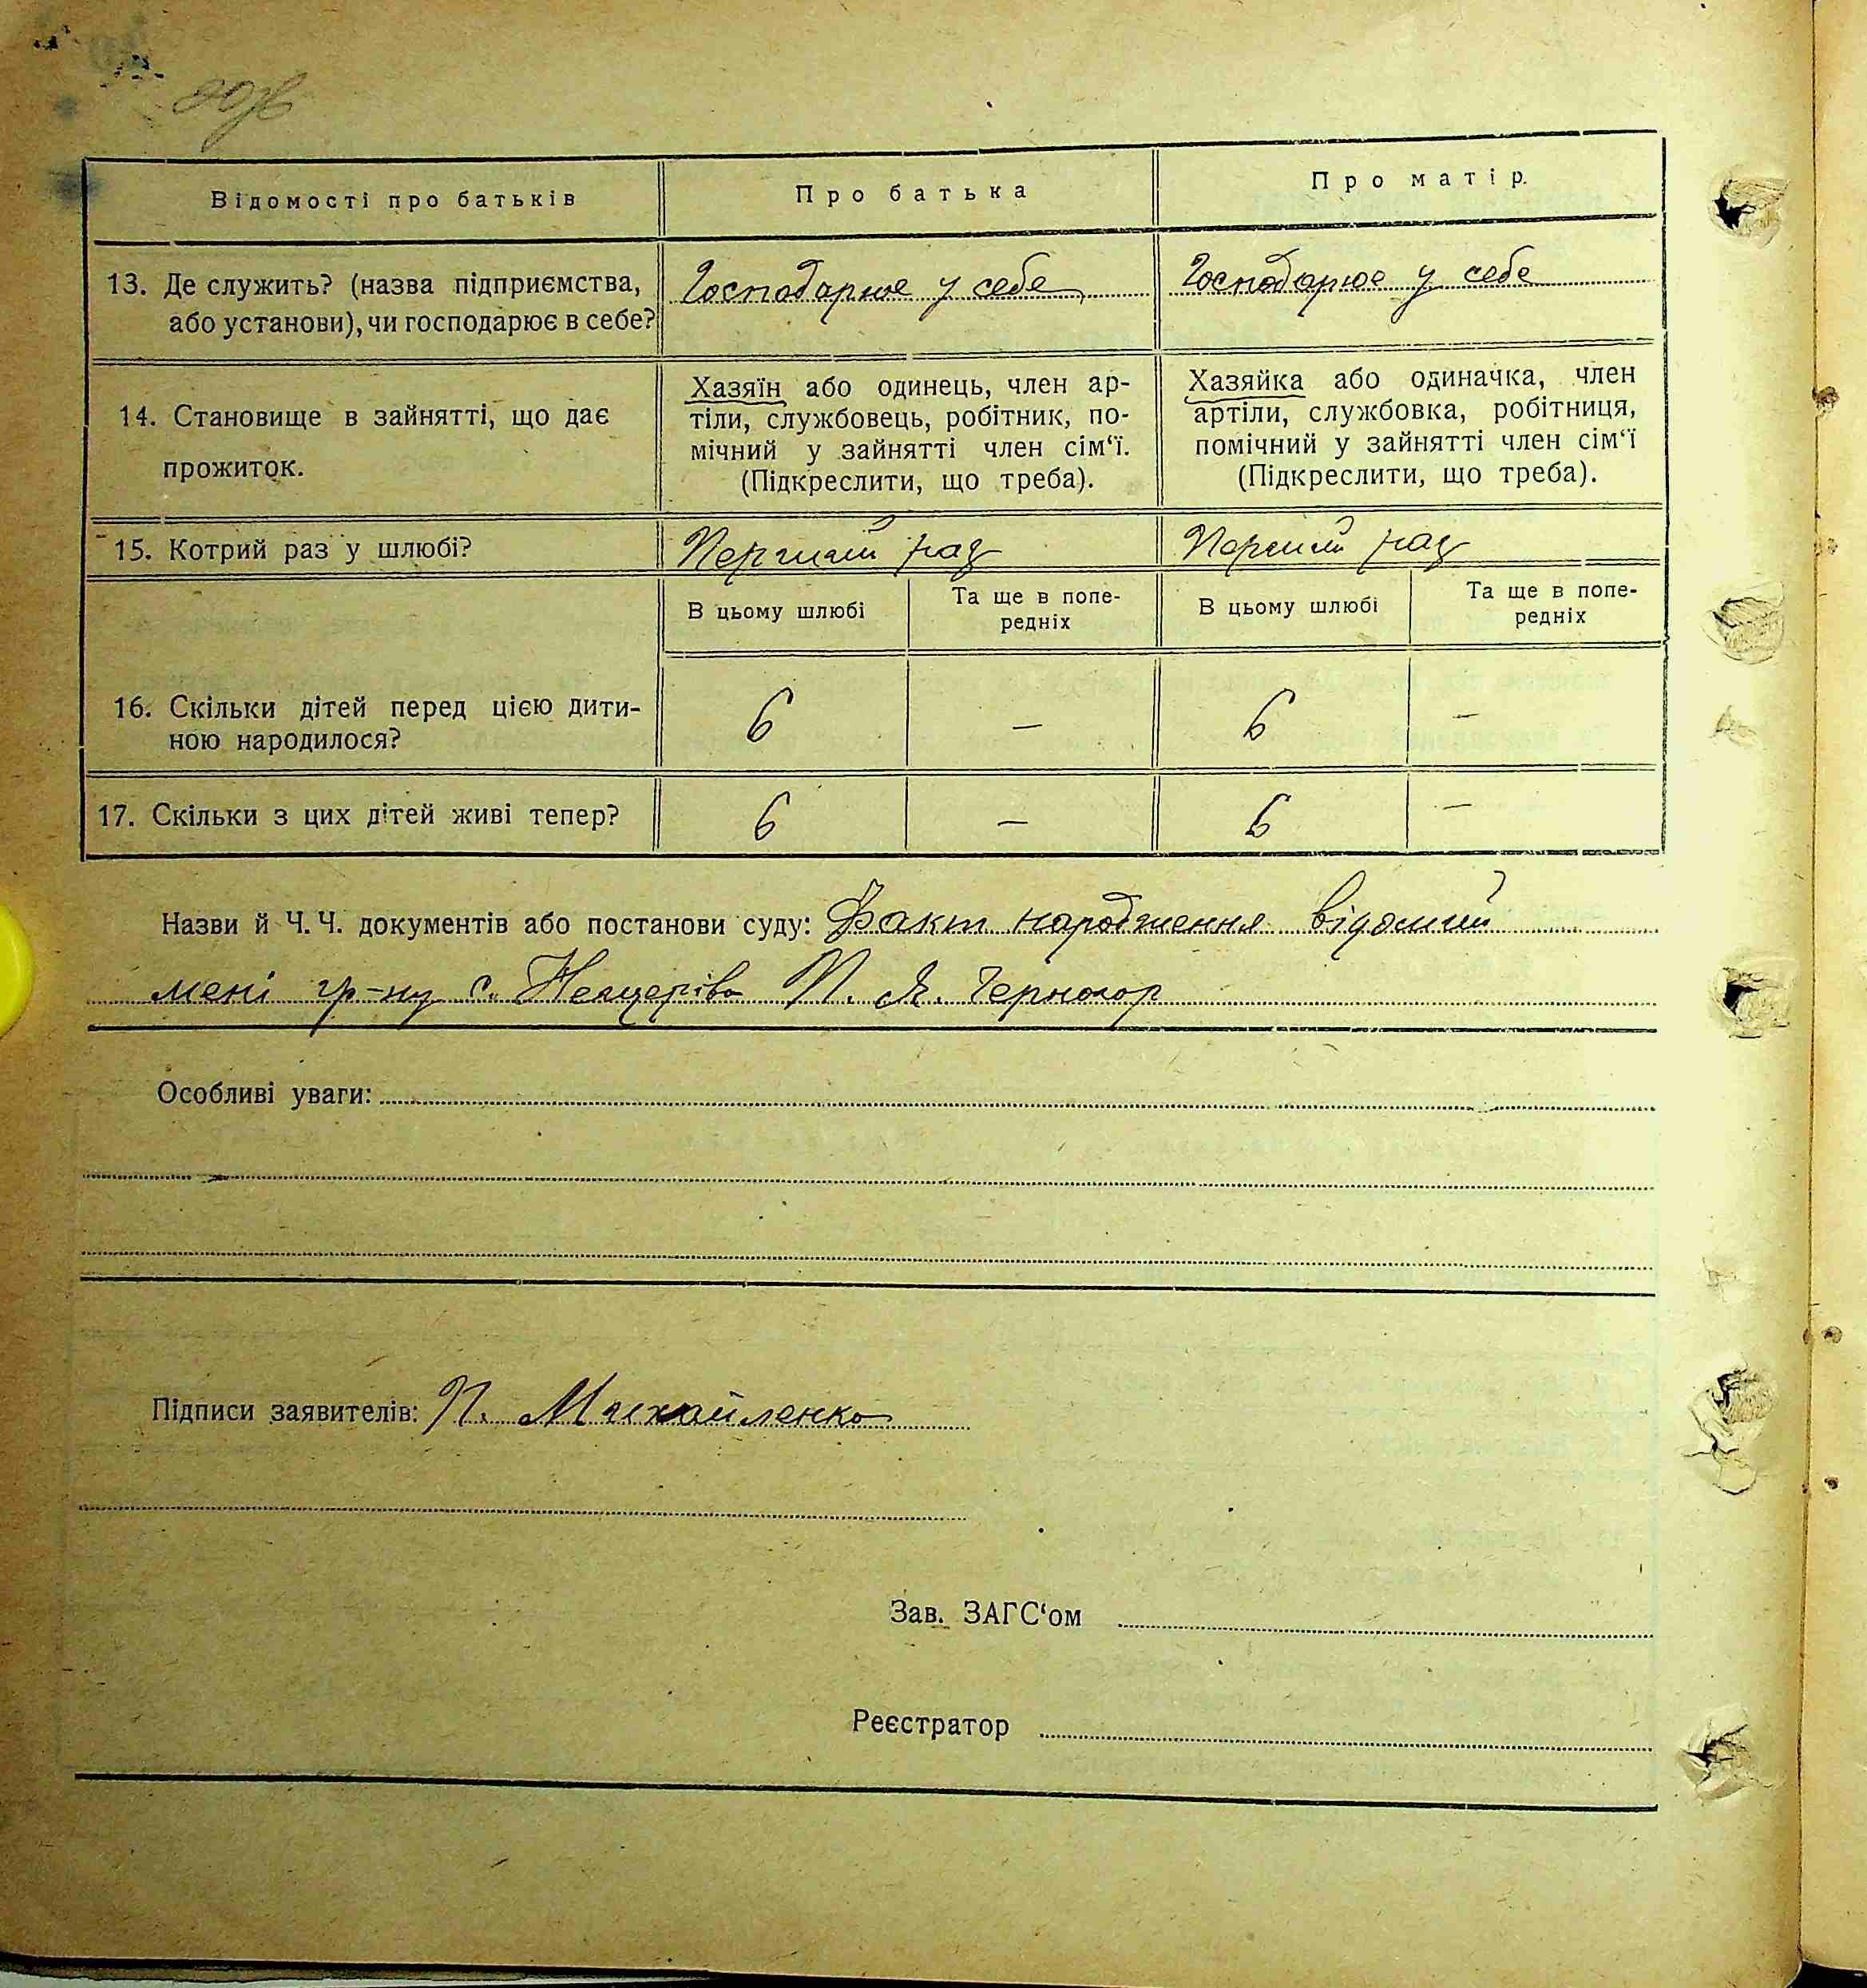 Відомості про батьків
Про батька
Про матір.
13. Де служить? (назва підприємства,
або установи), чи господарює в себе?
Господарює у себе
Господарює у себе
14. Становище в зайнятті, що дає
прожиток.
Хазяїн або одинець, член ар-
тіли, службовець, робітник, по-
мічний у зайнятті член сім‘ї.
(Підкреслити, що треба).
Хазяйка або одиначка, член
артіли, службовка, робітниця,
помічний у зайнятті член сім‘ї
(Підкреслити, що треба).
15. Котрий раз у шлюбі?
Перший раз
Перший раз
В цьому шлюбі
Та ще в попе-
редніх
В цьому шлюбі
Та ще в попе-
редніх
16. Скільки дітей перед цією дити-
ною народилося?
6
—
6
—
17. Скільки з цих дітей живі тепер?
6
—
6
—
Назви й Ч. Ч. документів або постанови суду: Факт народження відомий
мені гр-ну с. Нещерів П. Я. Черногор
Особливі уваги:
Підписи заявителів: П. Михайленко
Зав. ЗАГС‘ом
Реєстратор